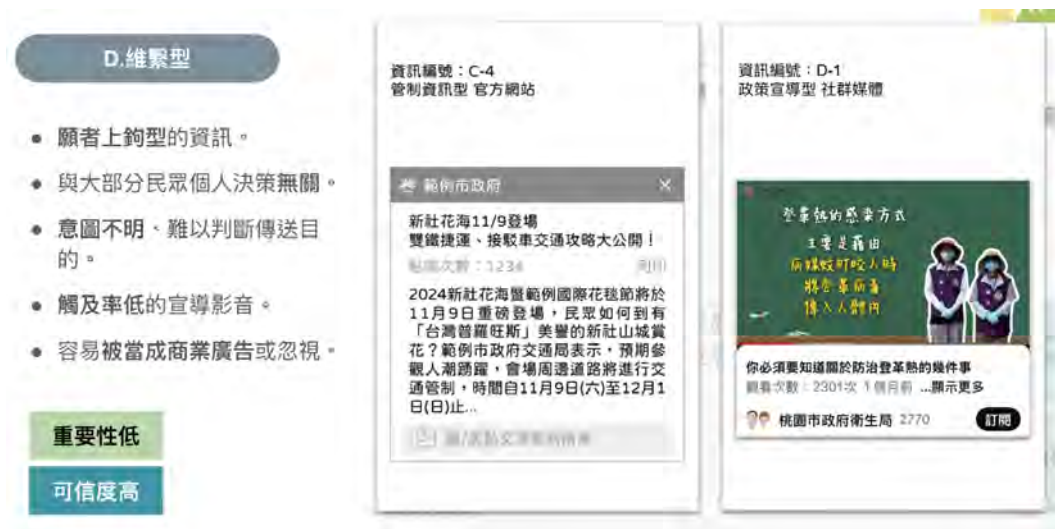 D.維繫型
● 願者上鉤型的資訊。
● 與大部分民眾個人決策無關。
● 意圖不明、難以判斷傳送目
的。
● 觸及率低的宣導影音。
● 容易被當成商業廣告或忽視。
重要性低
可信度高
資訊編號：C-4
管制資訊型 官方網站
範例市政府 ×
新社花海11/9登場
雙鐵捷運、接駁車交通攻略大公開！
點閱次數：1234 列印
2024新社花海暨範例國際花毯節將於
11月9日重磅登場，民眾如何到有
「台灣普羅旺斯」美譽的新社山城賞
花？範例市政府交通局表示，預期參
觀人潮踴躍，會場周邊道路將進行交
通管制，時間自11月9日(六)至12月1
日(日)止...
資訊編號：D-1
政策宣導型 社群媒體
登革熱的感染方式
主要是藉由
病媒蚊叮咬人時
將登革病毒
傳入人體內
你必須要知道關於防治登革熱的幾件事
觀看次數：2301次 1個月前 ...顯示更多
桃園市政府衛生局 2770 訂閱